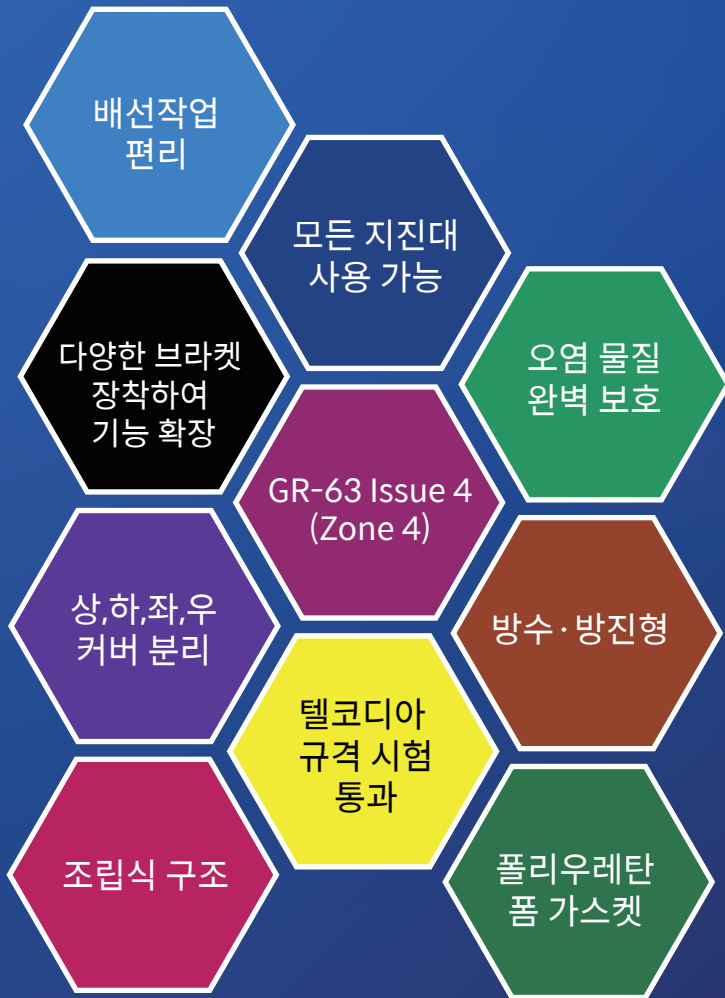 배선작업
편리
모든 지진대
사용 가능
다양한 브라켓
장착하여
기능 확장
오염 물질
완벽 보호
GR-63 Issue 4
(Zone 4)
상,하,좌,우
커버 분리
방수·방진형
텔코디아
규격 시험
통과
조립식 구조
폴리우레탄
폼 가스켓